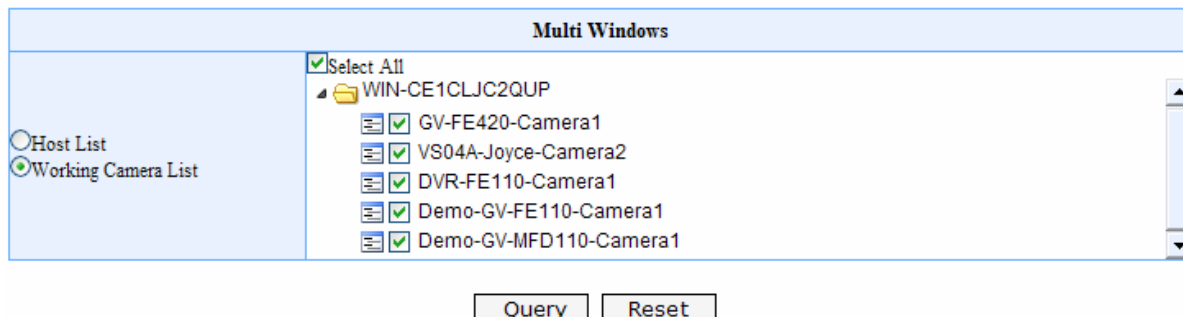 Multi Windows
Select All
WIN-CE1CLJC2QUP
GV-FE420-Camera1
Host List
VS04A-Joyce-Camera2
Working Camera List
DVR-FE110-Camera1
Demo-GV-FE110-Camera1
Demo-GV-MFD110-Camera1
Query Reset